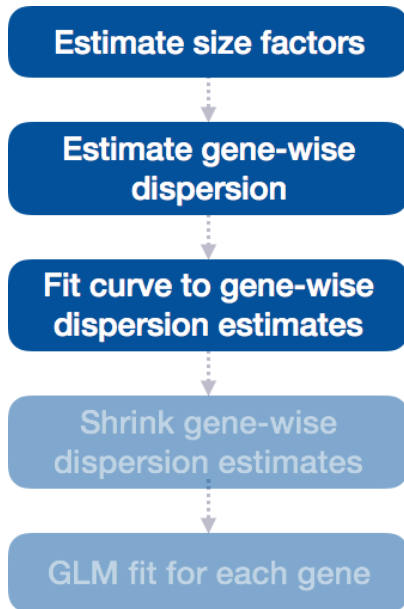 Estimate size factors
Estimate gene-wise
dispersion
Fit curve to gene-wise
dispersion estimates
Shrink gene-wise
dispersion estimates
GLM fit for each gene